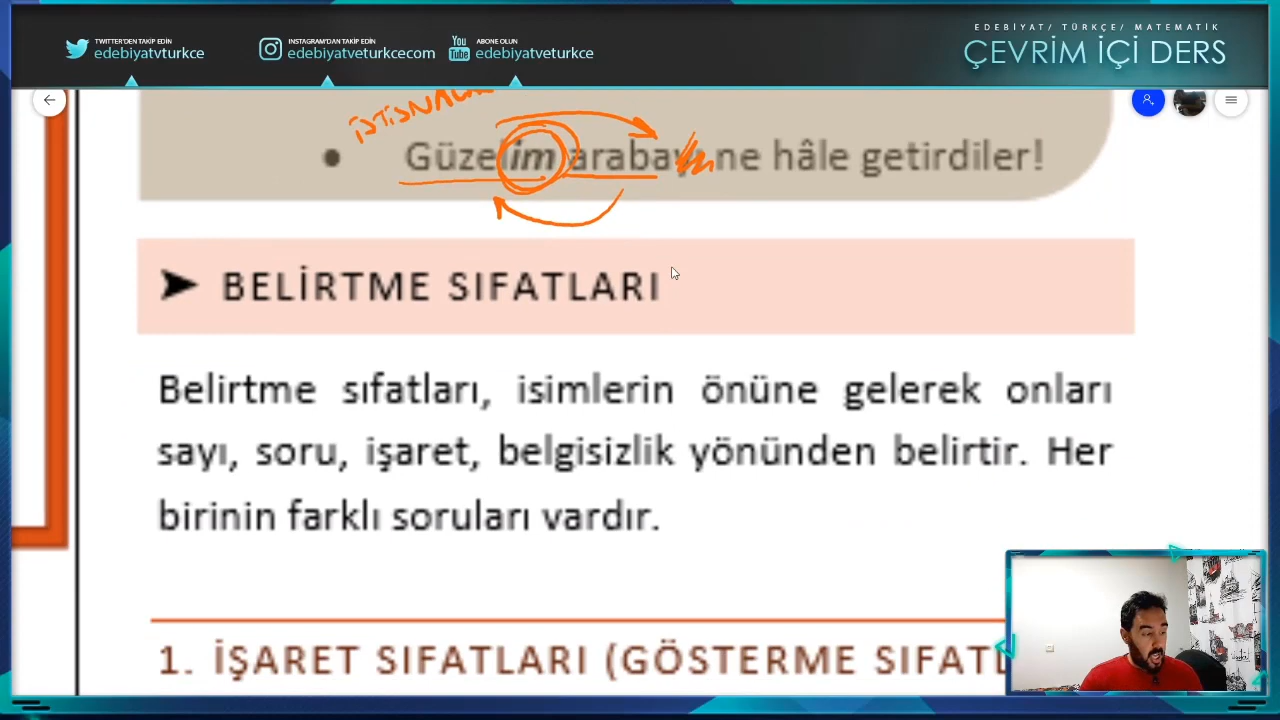 TWITTER'DAN TAKİP EDİN
edebiyatvturkce
INSTAGRAM'DAN TAKİP EDİN
edebiyatveturkcecom
You
Tube
ABONE OLUN
edebiyatveturkce
EDEBİYAT/ TÜRKÇE/ MATEMATİK
ÇEVRİM İÇİ DERS
• Güzelim arabayı ne hâle getirdiler!
➤ BELİRTME SIFATLARI
Belirtme sıfatları, isimlerin önüne gelerek onları
sayı, soru, işaret, belgisizlik yönünden belirtir. Her
birinin farklı soruları vardır.
1. İŞARET SIFATLARI (GÖSTERME SIFATL